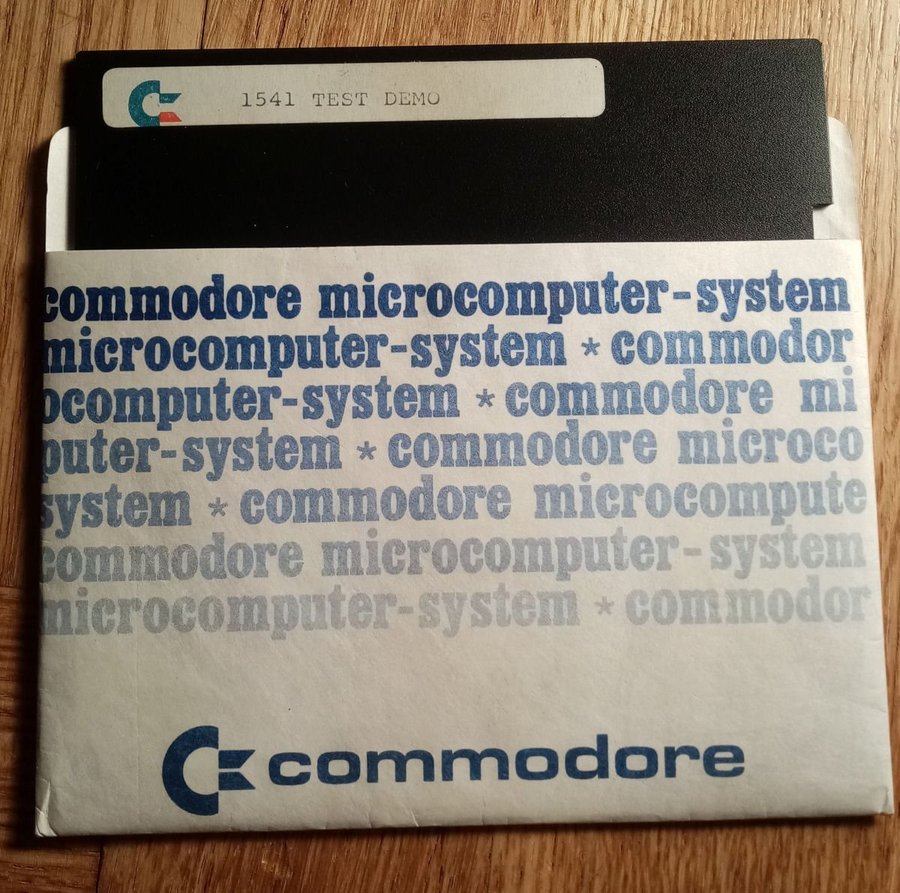 1541 TEST DEMO
commodore microcomputer-system
microcomputer-system * commodor
ocomputer-system * commodore mi
puter-system * commodore microco
system * commodore microcompute
commodore microcomputer-system
microcomputer-system * commodor
commodore